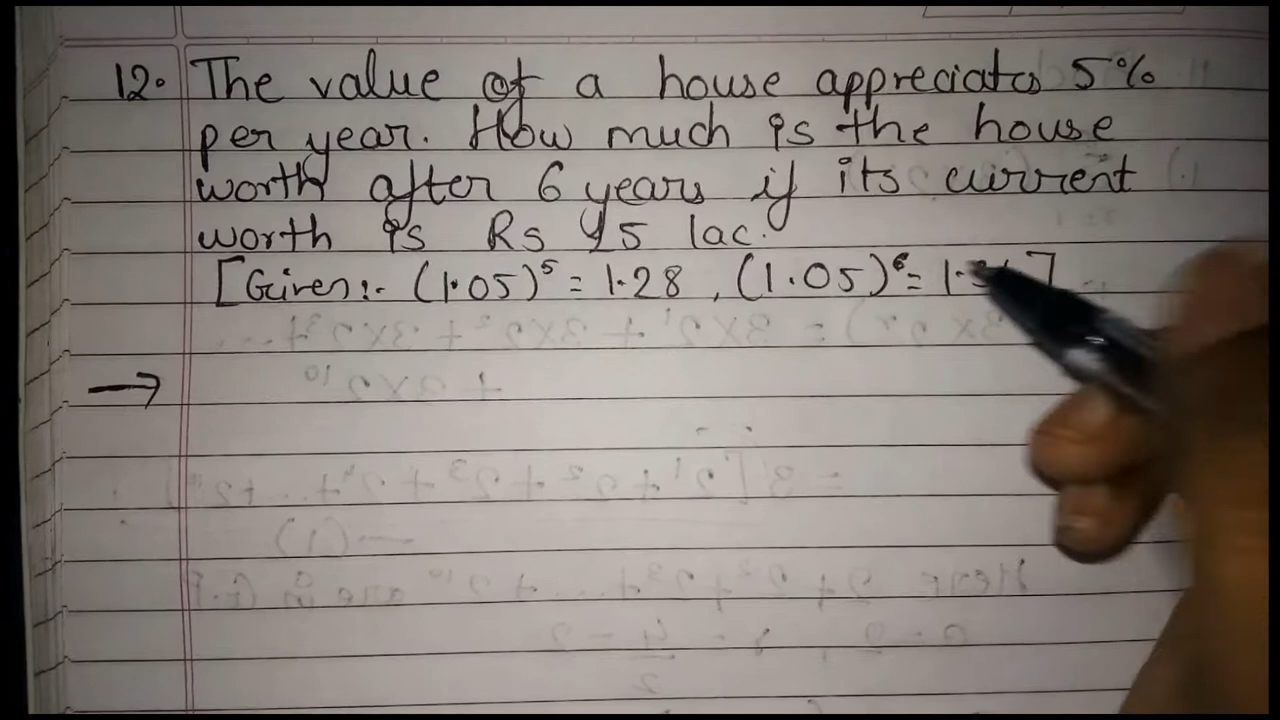 12. The value of a house appreciates 5%
per year. How much is the house
worth after 6 years if its current
worth is Rs 15 lac.
[Given:- (1.05)⁵ = 1.28 , (1.05)⁶ = ]
→